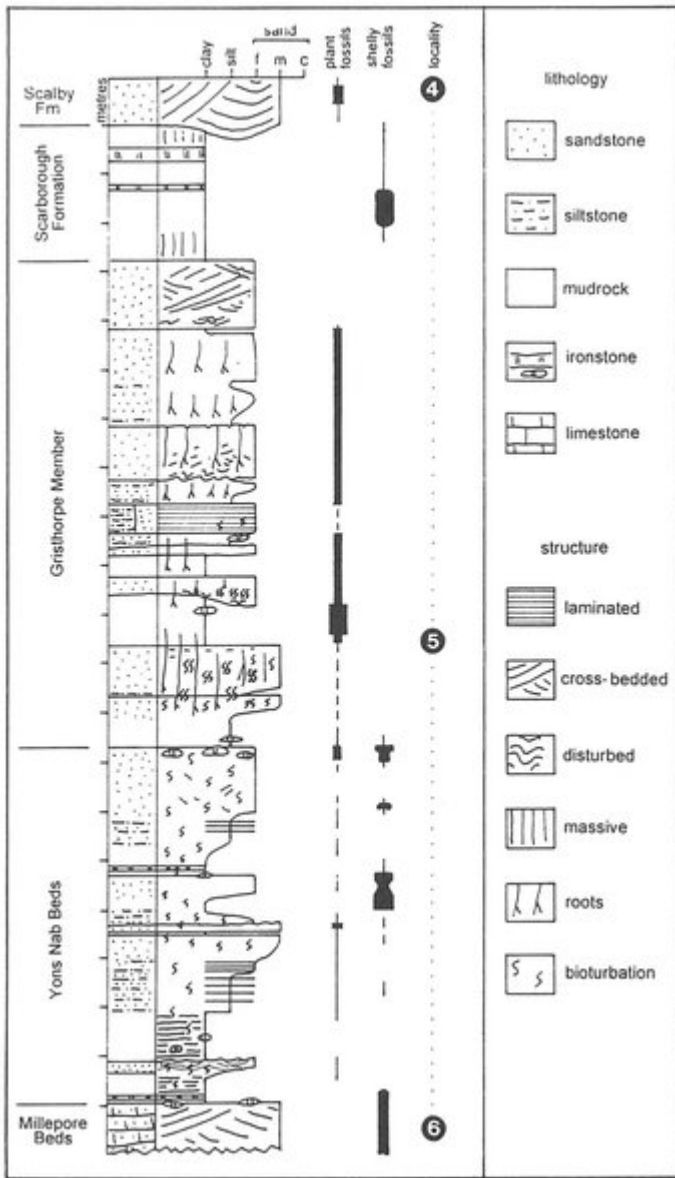 sand
clay
silt
f
m
c
plant
fossils
shelly
fossils
locality
metres
Scalby
Fm
4
Scarborough
Formation
Gristhorpe Member
5
Yons Nab Beds
Millepore
Beds
6
lithology
sandstone
siltstone
mudrock
ironstone
limestone
structure
laminated
cross-bedded
disturbed
massive
roots
bioturbation